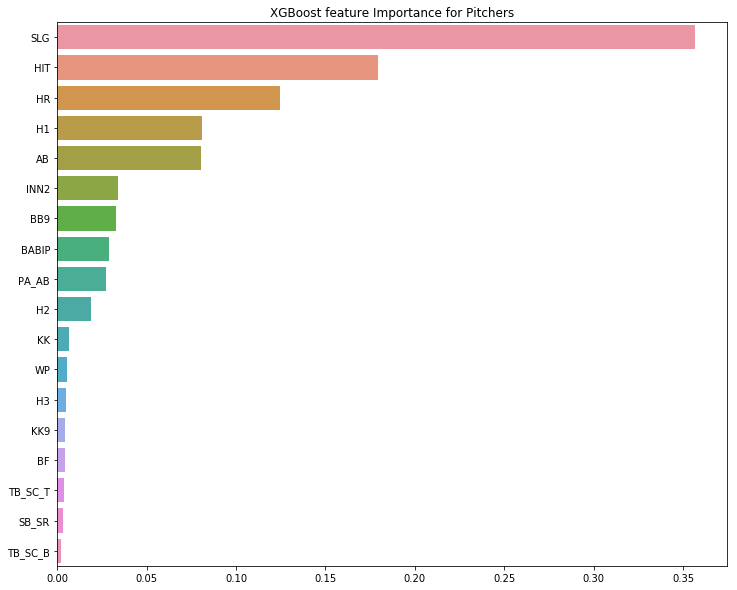 XGBoost feature Importance for Pitchers
SLG
HIT
HR
H1
AB
INN2
BB9
BABIP
PA_AB
H2
KK
WP
H3
KK9
BF
TB_SC_T
SB_SR
TB_SC_B
0.00 0.05 0.10 0.15 0.20 0.25 0.30 0.35